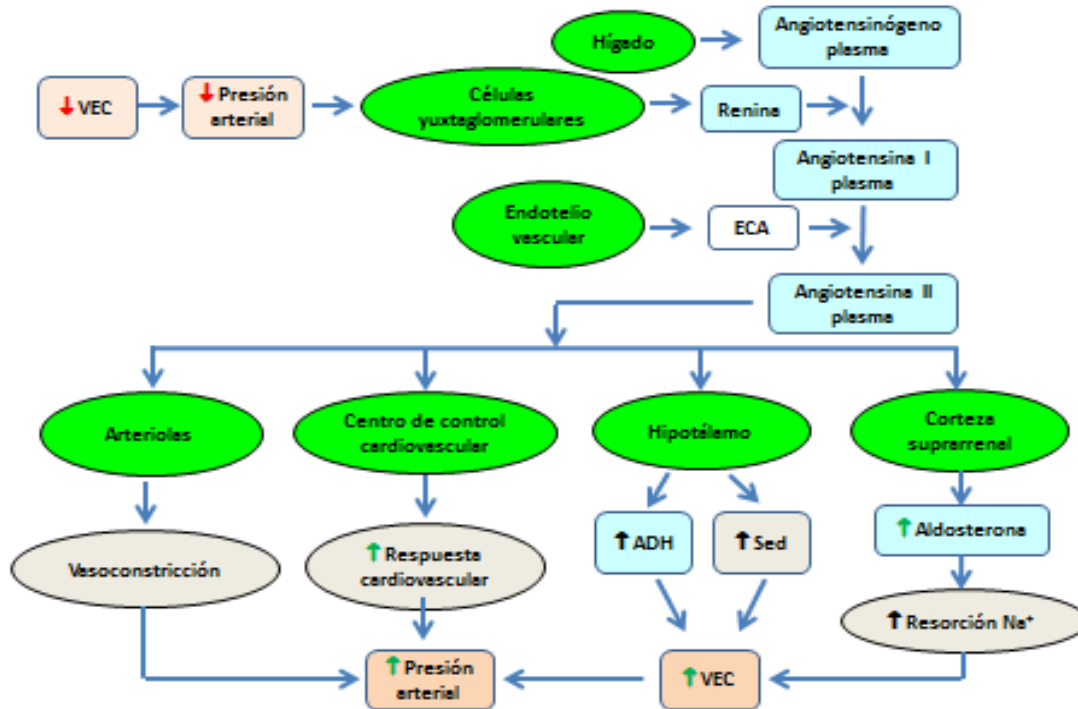 Hígado
Angiotensinógeno
plasma
↓VEC
↓Presión
arterial
Células
yuxtaglomerulares
Renina
Angiotensina I
plasma
Endotelio
vascular
ECA
Angiotensina II
plasma
Arteriolas
Centro de control
cardiovascular
Hipotálamo
Corteza
suprarrenal
↑ADH
↑Sed
↑Aldosterona
Vasoconstricción
↑Respuesta
cardiovascular
↑Resorción Na⁺
↑Presión
arterial
↑VEC